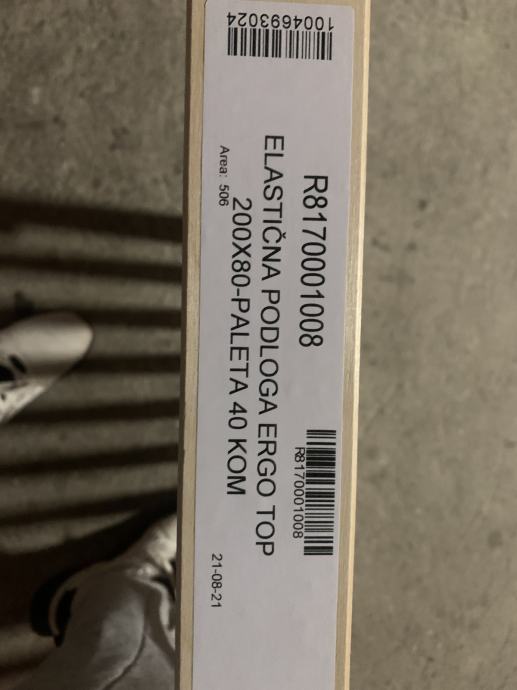 R8170001008
R8170001008
ELASTIČNA PODLOGA ERGO TOP
200X80-PALETA 40 KOM
Area: 506
21-08-21
1004693024